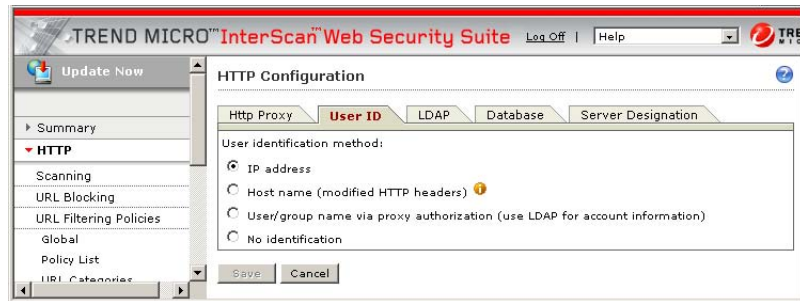 TREND MICRO™ InterScan™ Web Security Suite Log Off | Help
Update Now
HTTP Configuration
Http Proxy User ID LDAP Database Server Designation
Summary
HTTP
Scanning
URL Blocking
URL Filtering Policies
Global
Policy List
URL Categories
User identification method:
IP address
Host name (modified HTTP headers)
User/group name via proxy authorization (use LDAP for account information)
No identification
Save Cancel